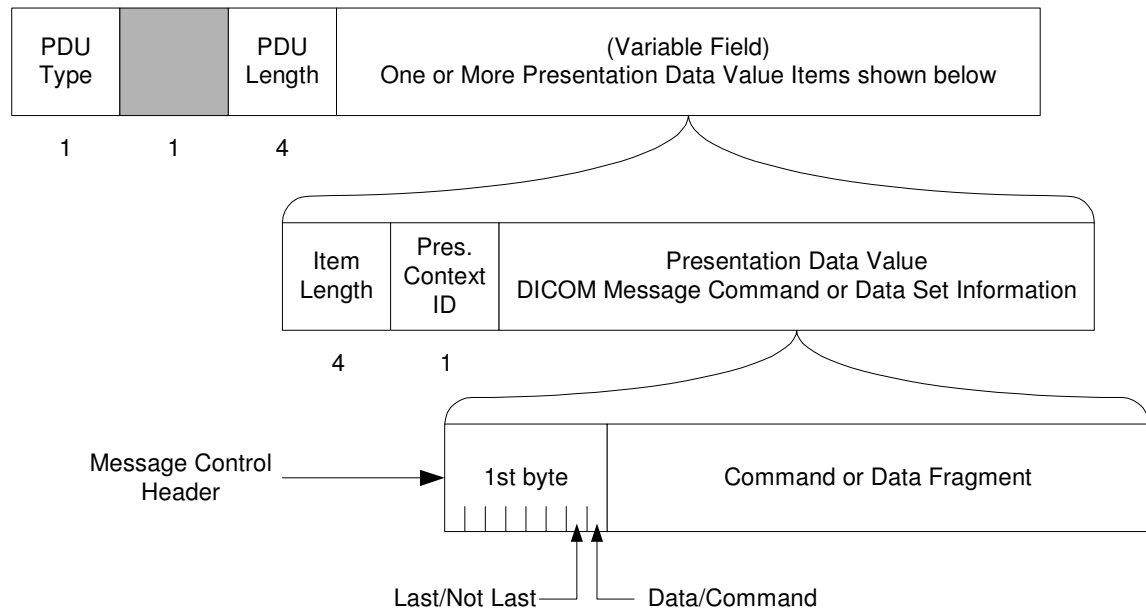 PDU
Type
PDU
Length
(Variable Field)
One or More Presentation Data Value Items shown below
1
1
4
Item
Length
Pres.
Context
ID
Presentation Data Value
DICOM Message Command or Data Set Information
4
1
Message Control
Header
1st byte
Command or Data Fragment
Last/Not Last
Data/Command